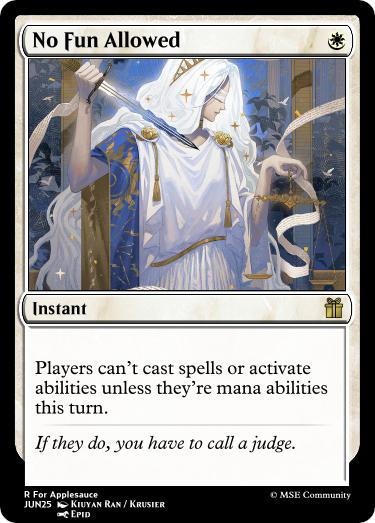 No Fun Allowed
Instant
Players can't cast spells or activate
abilities unless they're mana abilities
this turn.
If they do, you have to call a judge.
R For Applesauce
JUN25 Kiuyan Ran / Krusier © MSE Community
Epid